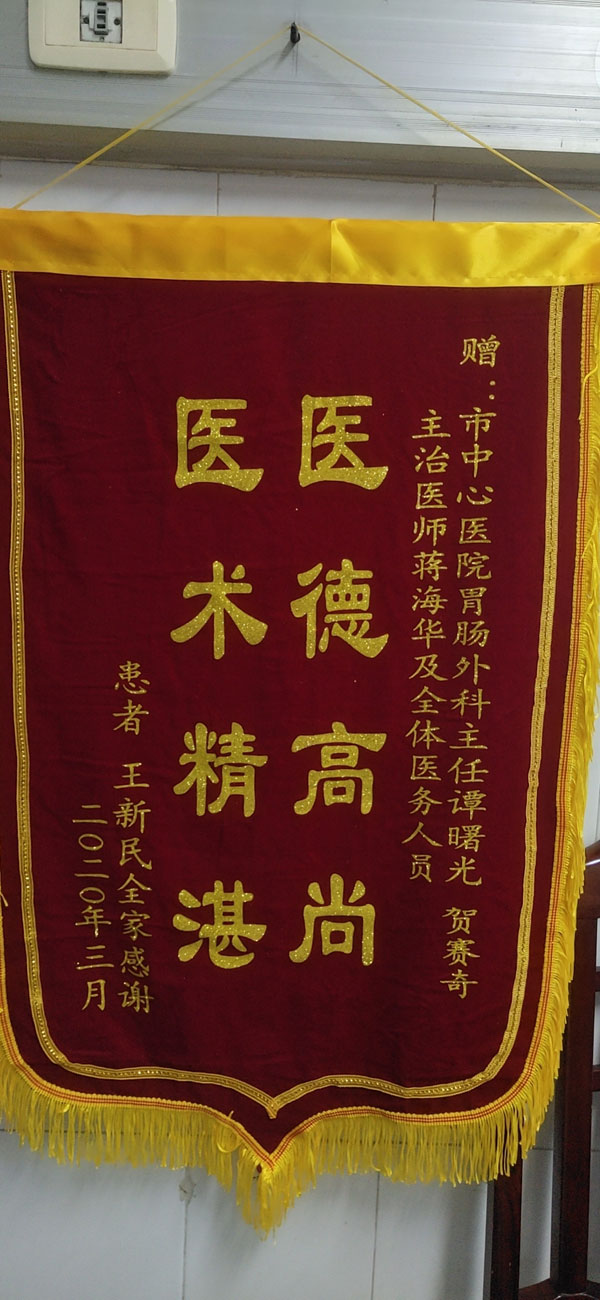 赠：市中心医院胃肠外科主任谭曙光 贺赛奇
主治医师蒋海华及全体医务人员
医德高尚
医术精湛
患者 王新民全家感谢
二〇二〇年三月